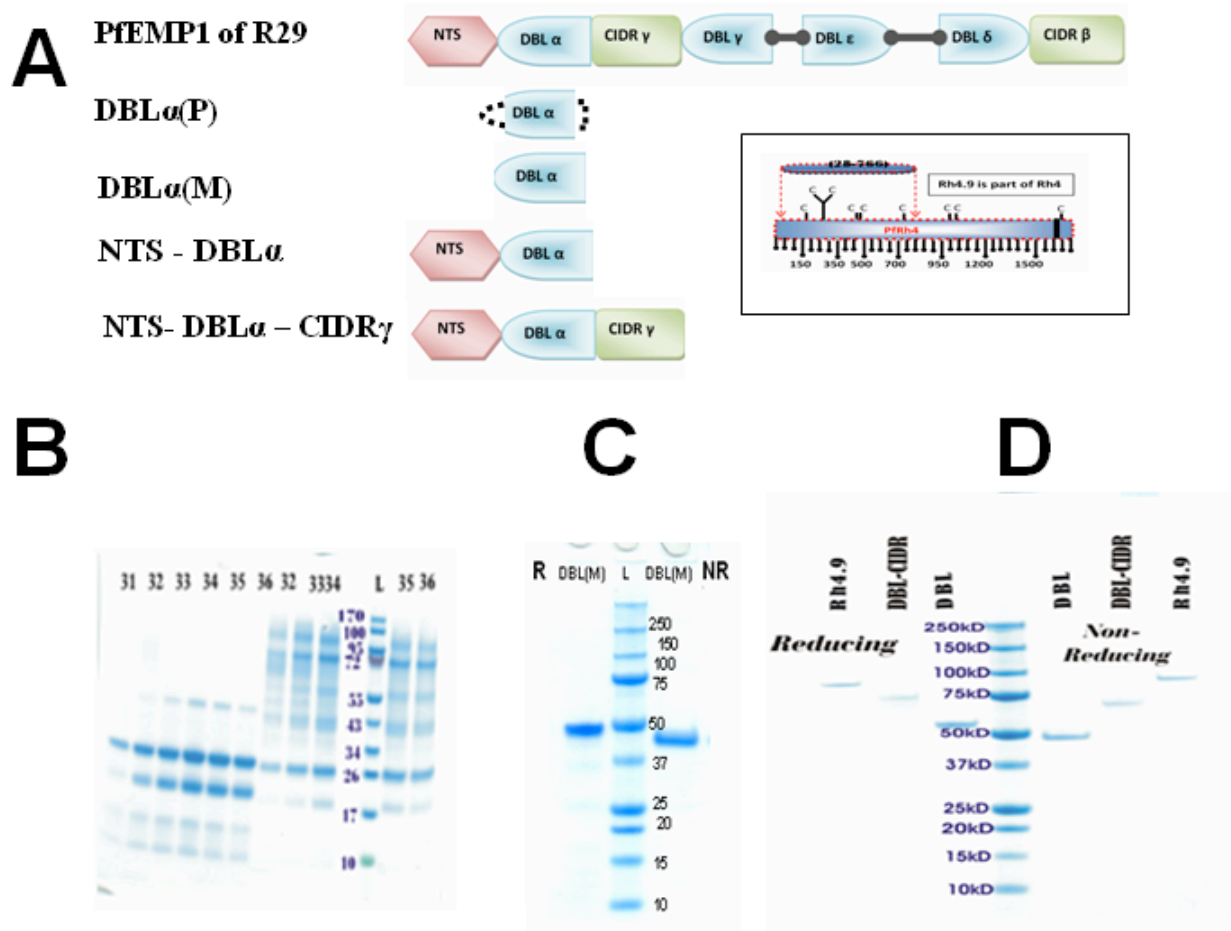 A
PfEMP1 of R29
NTS
DBL α
CIDR γ
DBL γ
DBL ε
DBL δ
CIDR β
DBLα(P)
DBL α
DBLα(M)
DBL α
NTS - DBLα
NTS
DBL α
NTS- DBLα – CIDRγ
NTS
DBL α
CIDR γ
(28-766)
Rh4.9 is part of Rh4
C C C C C C C C C
PfRh4
150 350 500 700 950 1200 1500
B
31 32 33 34 35 36 32 3334 L 35 36
170
100
95
72
55
43
34
26
17
10
C
R DBL(M) L DBL(M) NR
250
150
100
75
50
37
25
20
15
10
D
Rh4.9
DBL-CIDR
DBL
DBL
DBL-CIDR
Rh4.9
Reducing
Non-
Reducing
250kD
150kD
100kD
75kD
50kD
37kD
25kD
20kD
15kD
10kD